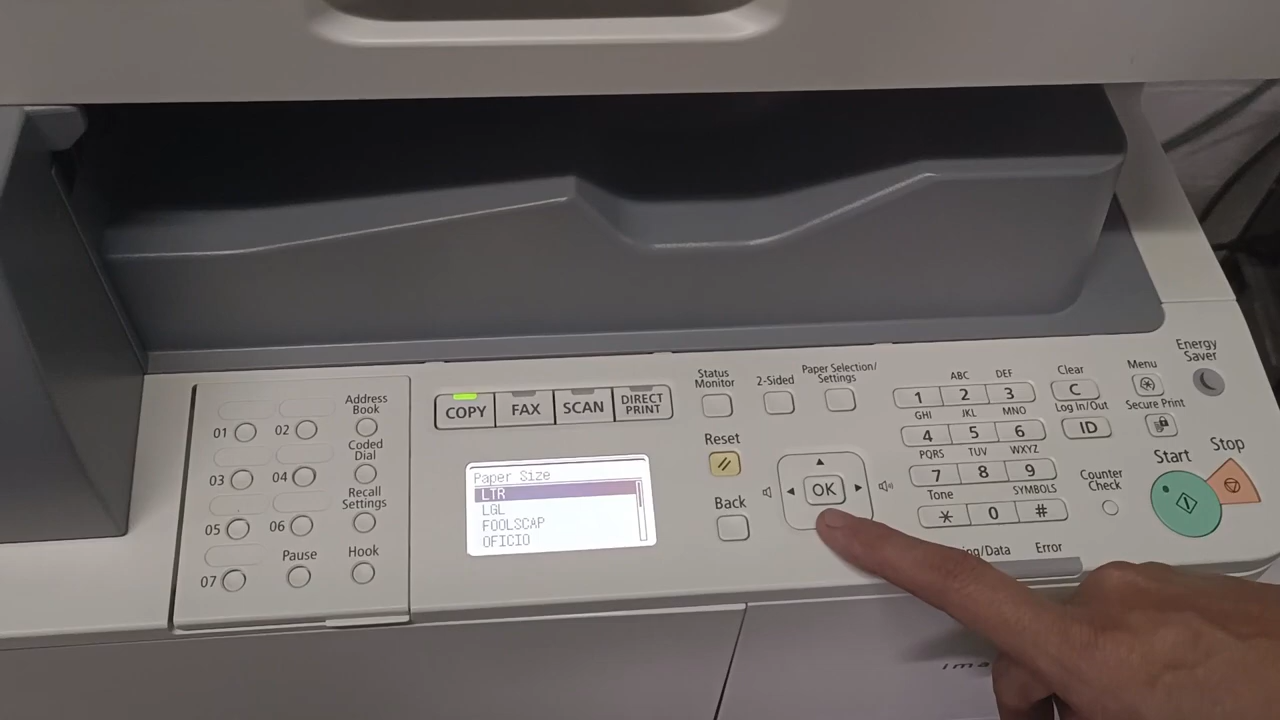 Address
Book
01
02
Coded
Dial
03
04
Recall
Settings
05
06
Pause
Hook
07
COPY
FAX
SCAN
DIRECT
PRINT
Paper Size
LTR
LGL
FOOLSCAP
OFICIO
Status
Monitor
2-Sided
Paper Selection/
Settings
Reset
Back
OK
ABC
DEF
1
2
3
GHI
JKL
MNO
4
5
6
PQRS
TUV
WXYZ
7
8
9
Tone
SYMBOLS
0
#
Clear
C
Log In/Out
ID
Counter
Check
Menu
Secure Print
Energy
Saver
Start
Stop
Error